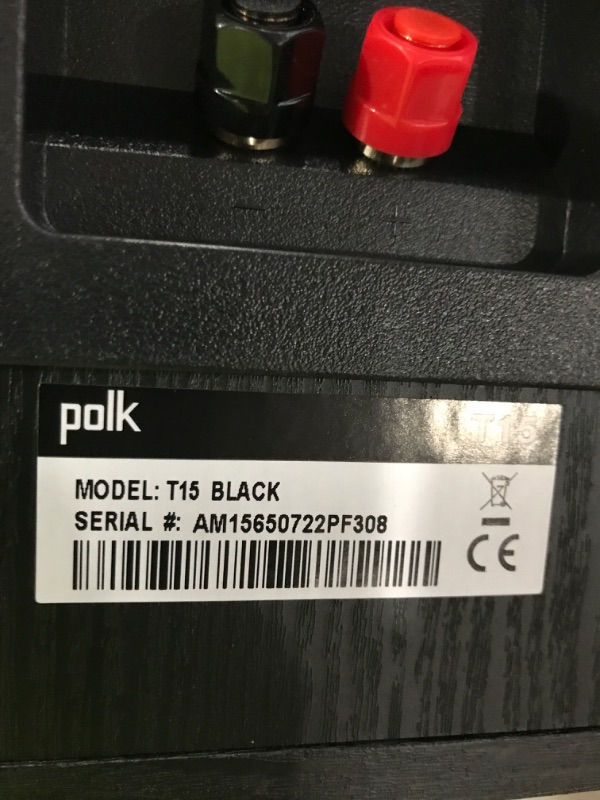 − +
polk T15
MODEL: T15 BLACK
SERIAL #: AM15650722PF308
CE